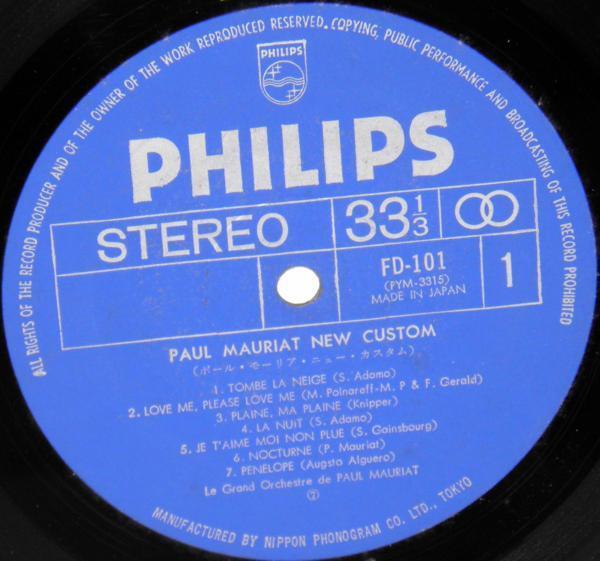 ALL RIGHTS OF THE RECORD PRODUCER AND OF THE OWNER OF THE WORK REPRODUCED RESERVED. COPYING, PUBLIC PERFORMANCE AND BROADCASTING OF THIS RECORD PROHIBITED
PHILIPS
PHILIPS
STEREO 33 1/3
FD-101 1
(PYM-3315)
MADE IN JAPAN
PAUL MAURIAT NEW CUSTOM
(ポール・モーリア・ニュー・カスタム)
1. TOMBE LA NEIGE (S. Adamo)
2. LOVE ME, PLEASE LOVE ME (M. Polnareff-M. P & F. Gerald)
3. PLAINE, MA PLAINE (Knipper)
4. LA NUIT (S. Adamo)
5. JE T'AIME MOI NON PLUE (S. Gainsbourg)
6. NOCTURNE (P. Mauriat)
7. PENELOPE (Augsto Alguero)
Le Grand Orchestre de PAUL MAURIAT
②
MANUFACTURED BY NIPPON PHONOGRAM CO. LTD., TOKYO